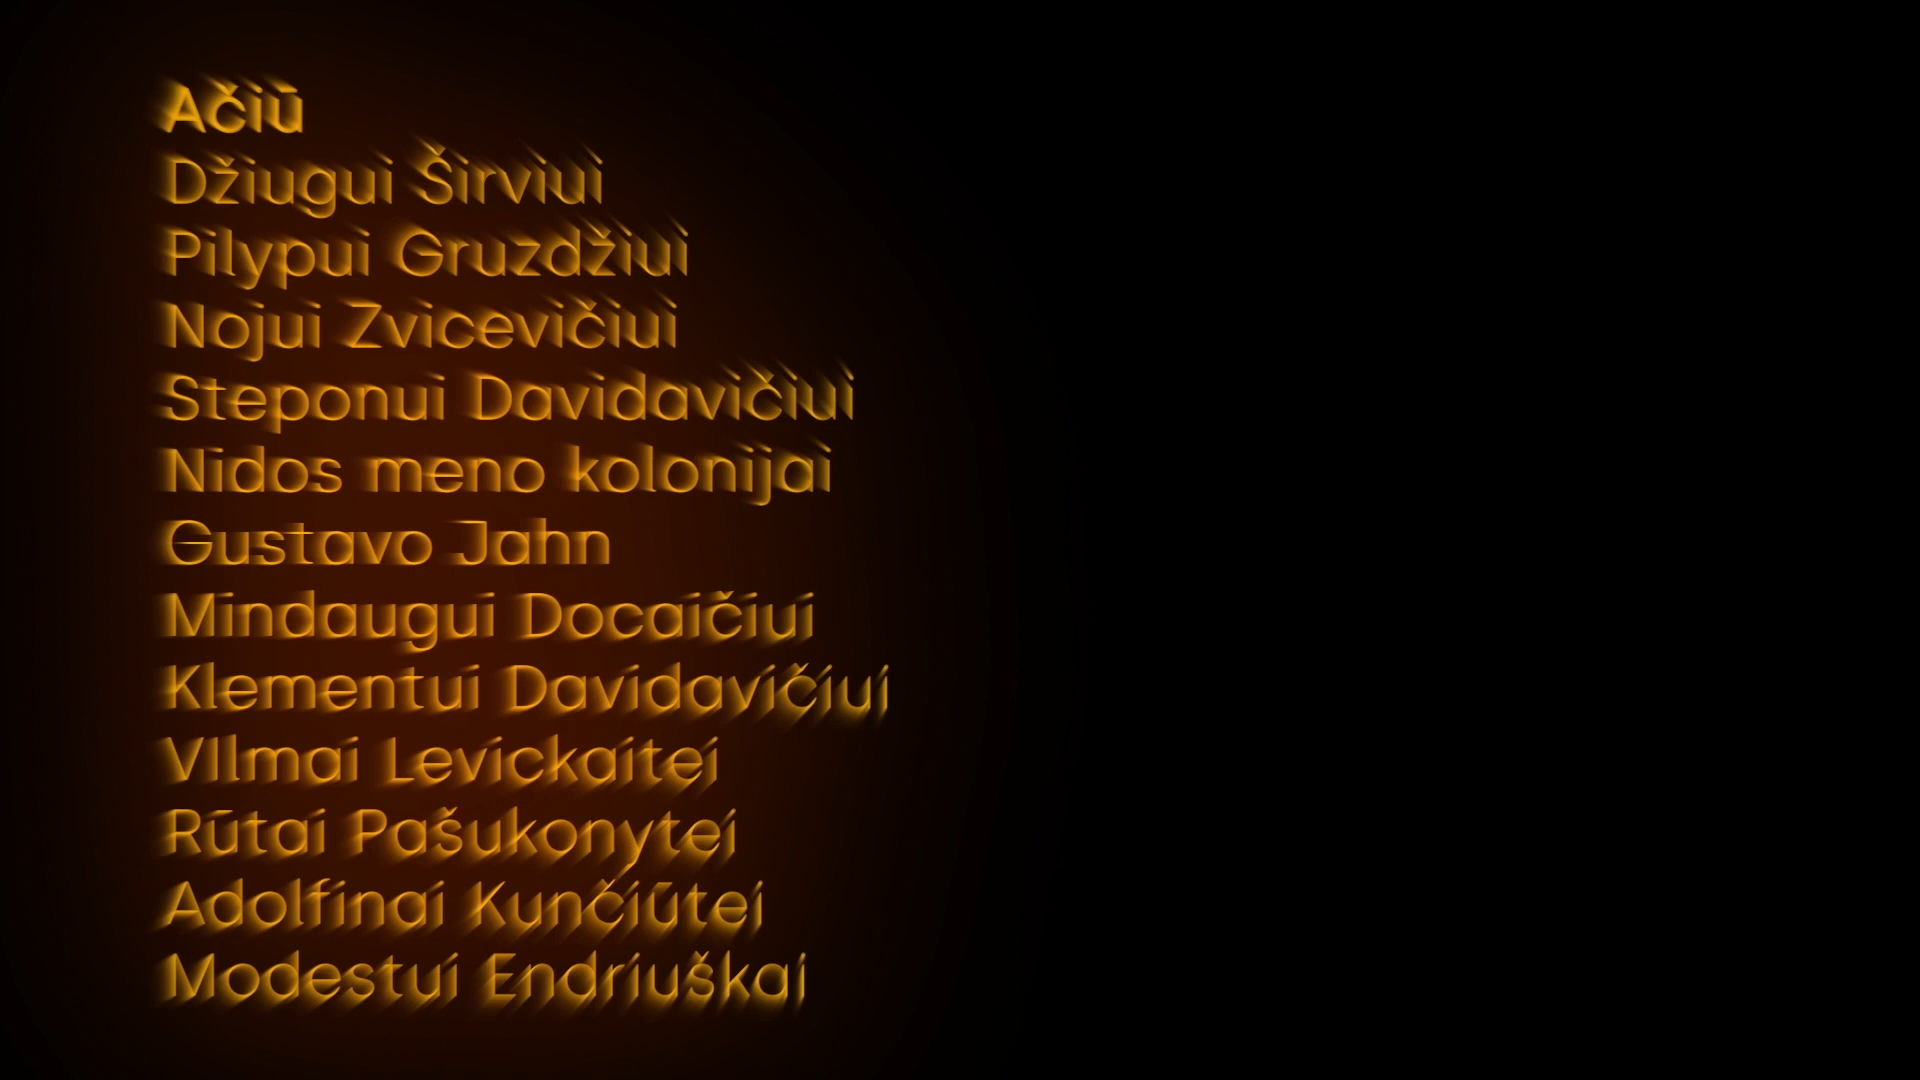 Ačiū
Džiugui Širviui
Pilypui Gruzdžiui
Nojui Zvicevičiui
Steponui Davidavičiui
Nidos meno kolonijai
Gustavo Jahn
Mindaugui Docaičiui
Klementui Davidavičiui
VIlmai Levickaitei
Rūtai Pašukonytei
Adolfinai Kunčiūtei
Modestui Endriuškai